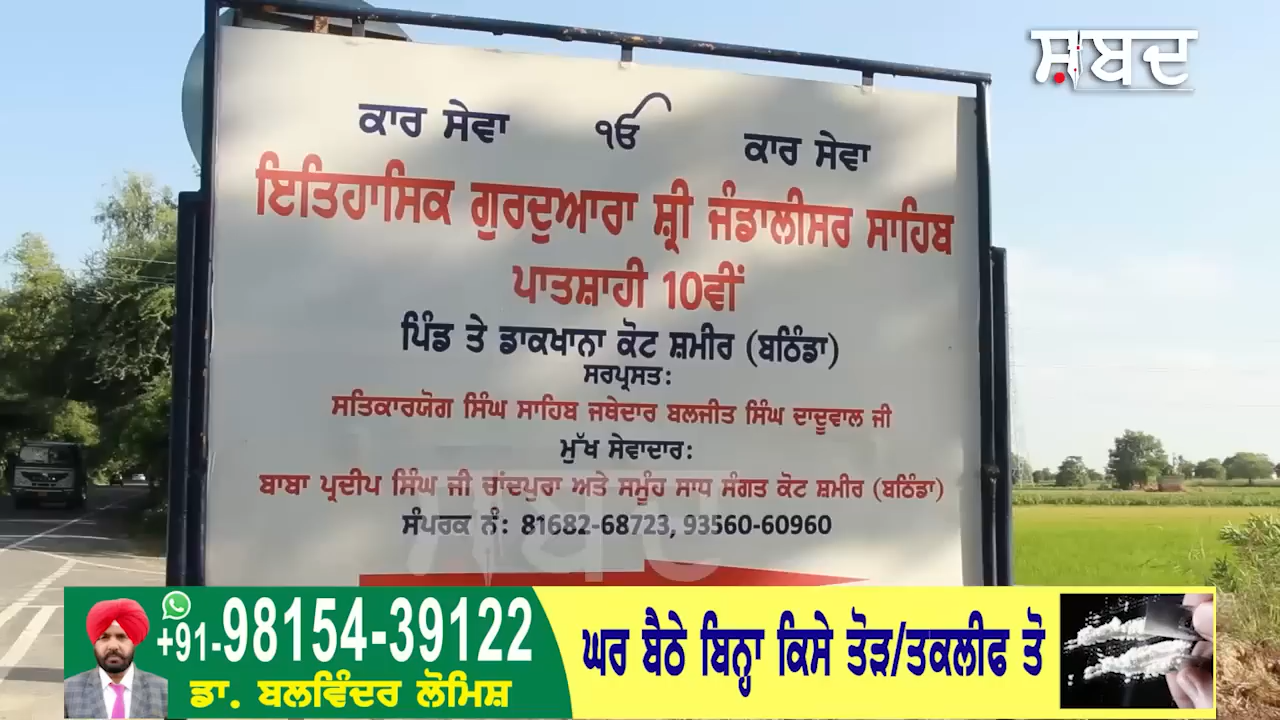 ਸ਼ਬਦ
ਕਾਰ ਸੇਵਾ ੴ ਕਾਰ ਸੇਵਾ
ਇਤਿਹਾਸਿਕ ਗੁਰਦੁਆਰਾ ਸ਼੍ਰੀ ਜੰਡਾਲੀਸਰ ਸਾਹਿਬ
ਪਾਤਸ਼ਾਹੀ 10ਵੀਂ
ਪਿੰਡ ਤੇ ਡਾਕਖਾਨਾ ਕੋਟ ਸ਼ਮੀਰ (ਬਠਿੰਡਾ)
ਸਰਪ੍ਰਸਤ:
ਸਤਿਕਾਰਯੋਗ ਸਿੰਘ ਸਾਹਿਬ ਜਥੇਦਾਰ ਬਲਜੀਤ ਸਿੰਘ ਦਾਦੂਵਾਲ ਜੀ
ਮੁੱਖ ਸੇਵਾਦਾਰ:
ਬਾਬਾ ਪ੍ਰਦੀਪ ਸਿੰਘ ਜੀ ਚਾਂਦਪੁਰਾ ਅਤੇ ਸਮੂੰਹ ਸਾਧ ਸੰਗਤ ਕੋਟ ਸ਼ਮੀਰ (ਬਠਿੰਡਾ)
ਸੰਪਰਕ ਨੰ: 81682-68723, 93560-60960
ਸ਼ਬਦ
+91-98154-39122
ਡਾ. ਬਲਵਿੰਦਰ ਲੋਮਿਸ਼
ਘਰ ਬੈਠੇ ਬਿਨ੍ਹਾ ਕਿਸੇ ਤੋੜ/ਤਕਲੀਫ ਤੋ